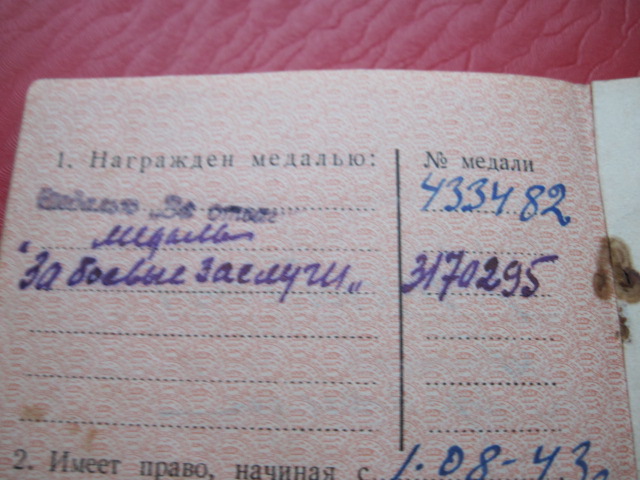 1. Награжден медалью: № медали
Медалью „За отвагу" 433482
медаль
„За боевые заслуги„ 3170295
2. Имеет право, начиная с 1.08-43